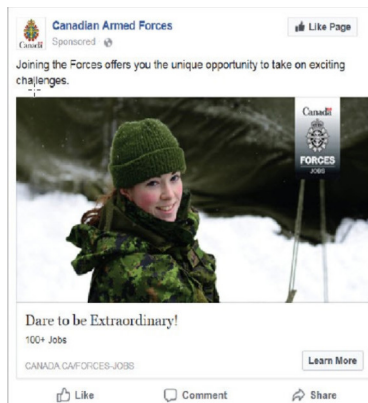 Canada
Canadian Armed Forces
Sponsored
Like Page
Joining the Forces offers you the unique opportunity to take on exciting
challenges.
Canada
FORCES
JOBS
Dare to be Extraordinary!
100+ Jobs
CANADA.CA/FORCES-JOBS
Learn More
Like
Comment
Share